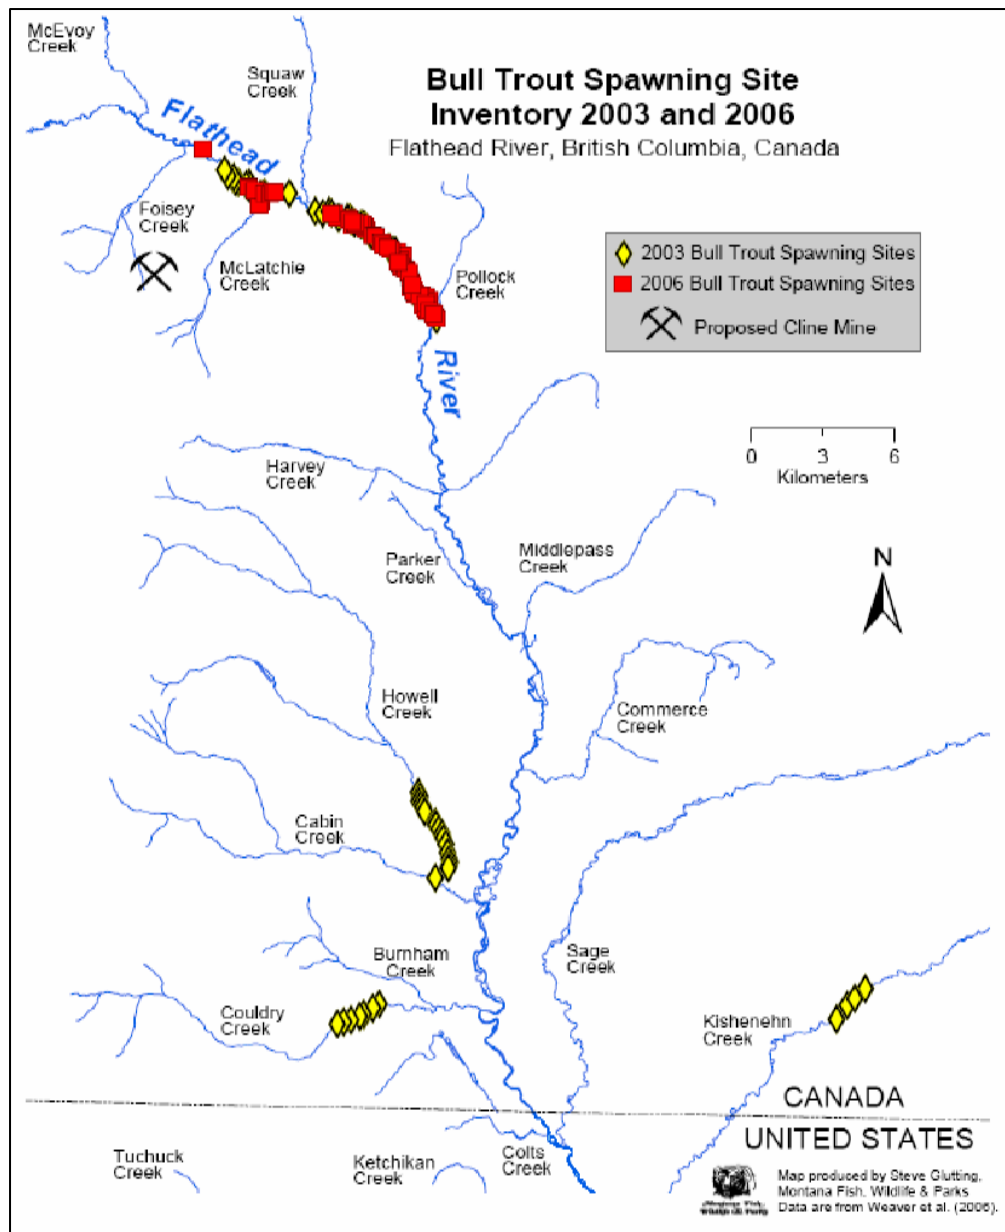 McEvoy
Creek
Squaw
Creek
Bull Trout Spawning Site
Inventory 2003 and 2006
Flathead River, British Columbia, Canada
Flathead
Foisey
Creek
McLatchie
Creek
Pollock
Creek
2003 Bull Trout Spawning Sites
2006 Bull Trout Spawning Sites
Proposed Cline Mine
River
0 3 6
Kilometers
Harvey
Creek
Parker
Creek
Middlepass
Creek
N
Howell
Creek
Commerce
Creek
Cabin
Creek
Burnham
Creek
Sage
Creek
Couldry
Creek
Kishenehn
Creek
CANADA
UNITED STATES
Tuchuck
Creek
Ketchikan
Creek
Colts
Creek
Map produced by Steve Glutting,
Montana Fish, Wildlife & Parks
Data are from Weaver et al. (2006).